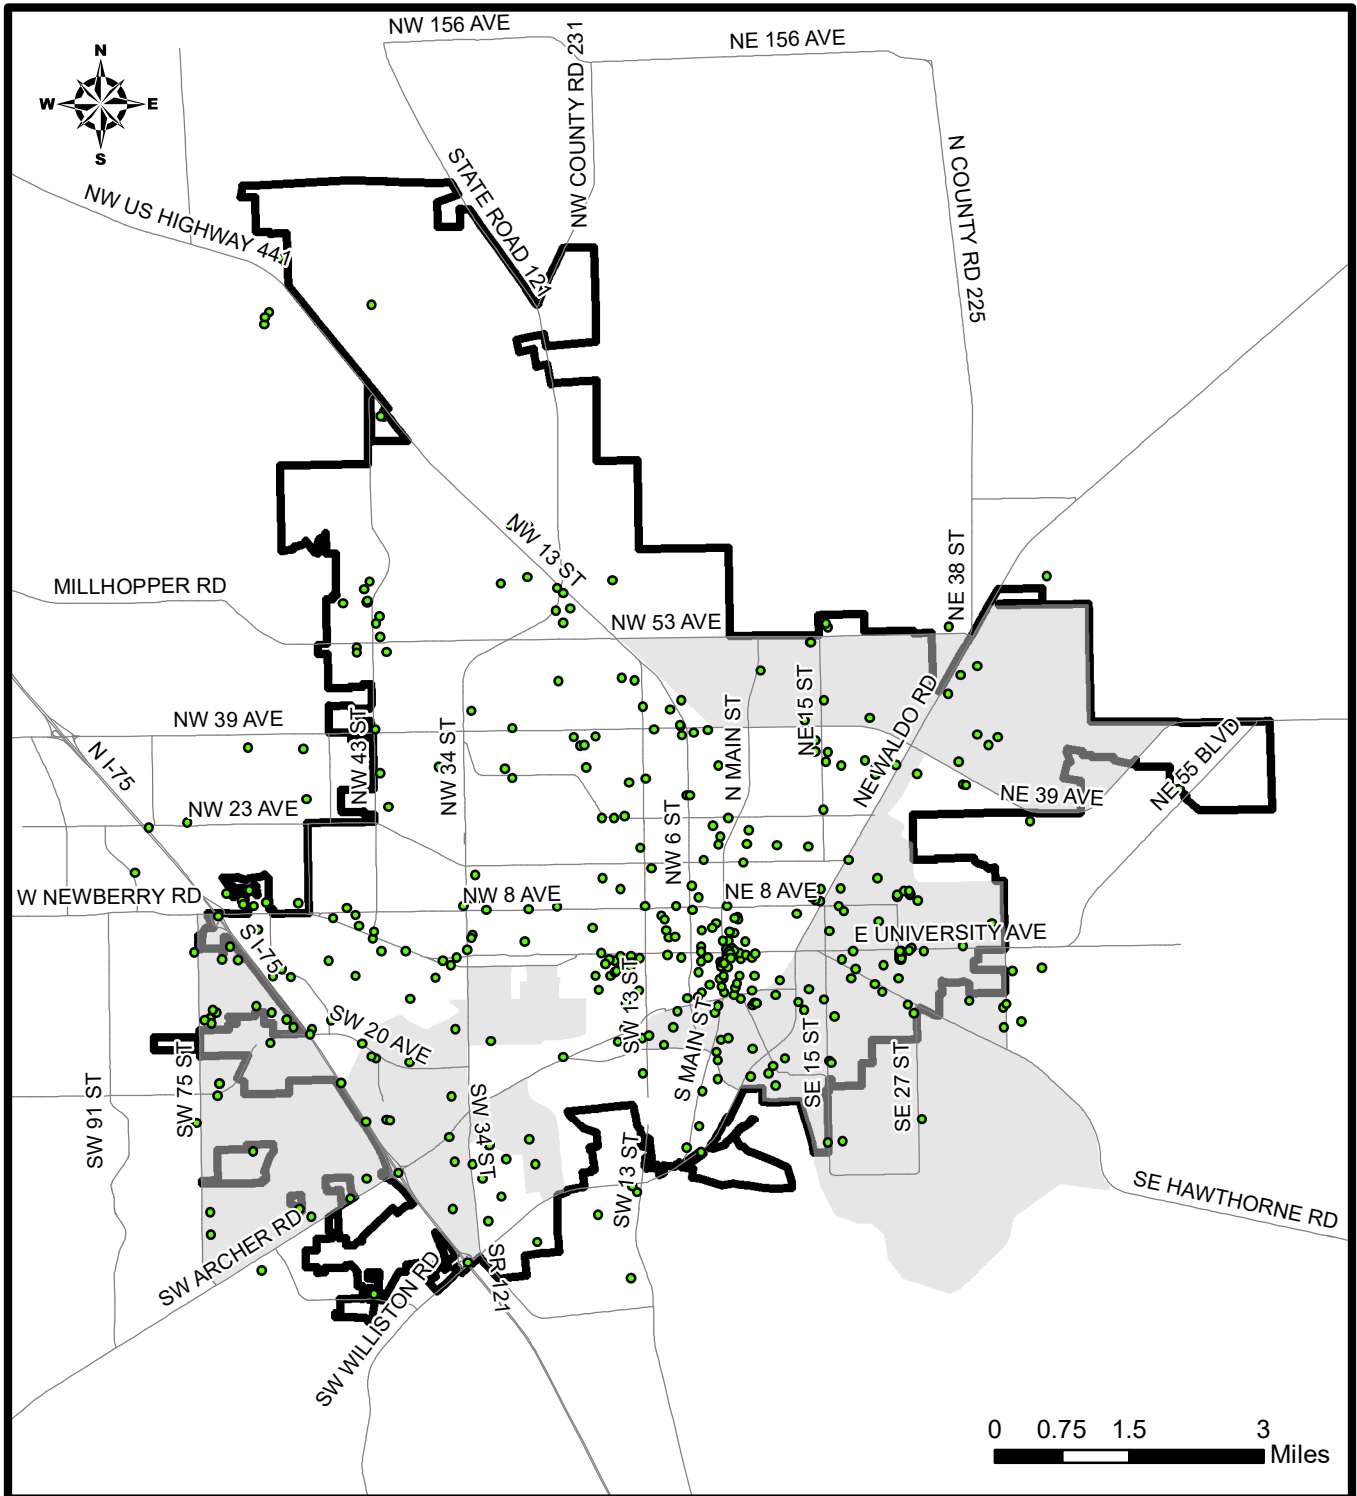 NW 156 AVE
NE 156 AVE
N
W
E
S
NW COUNTY RD 231
STATE ROAD 121
N COUNTY RD 225
NW US HIGHWAY 441
NW 13 ST
NE 38 ST
MILLHOPPER RD
NW 53 AVE
NE 15 ST
NE WALDO RD
N MAIN ST
NW 39 AVE
NW 43 ST
NW 34 ST
N I-75
NE 55 BLVD
NE 39 AVE
NW 23 AVE
NW 6 ST
W NEWBERRY RD
NW 8 AVE
NE 8 AVE
S I-75
E UNIVERSITY AVE
SW 13 ST
SW 20 AVE
S MAIN ST
SE 15 ST
SE 27 ST
SW 91 ST
SW 75 ST
SW 34 ST
SW 13 ST
SE HAWTHORNE RD
SW ARCHER RD
SW WILLISTON RD
SR 121
0 0.75 1.5 3
Miles